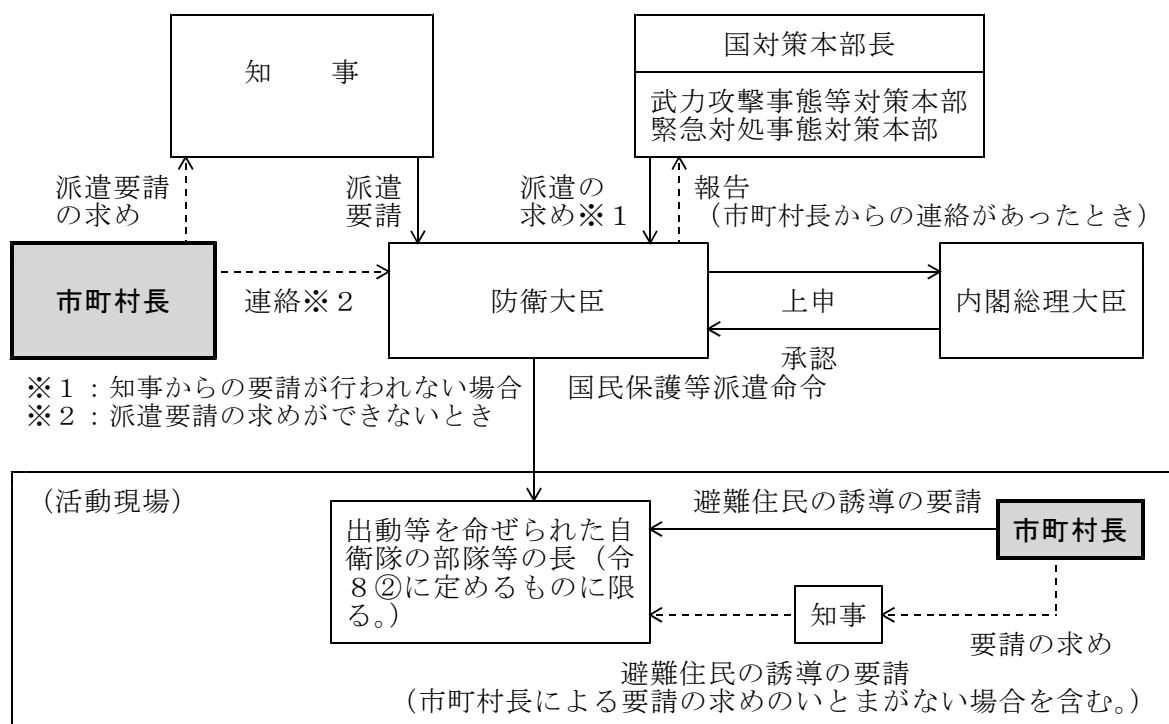 知　　事
国対策本部長
武力攻撃事態等対策本部
緊急対処事態対策本部
派遣要請
の求め
派遣
要請
派遣の
求め※１
報告
（市町村長からの連絡があったとき）
市町村長
連絡※２
防衛大臣
上申
承認
内閣総理大臣
※１：知事からの要請が行われない場合
※２：派遣要請の求めができないとき
国民保護等派遣命令
（活動現場）
出動等を命ぜられた自
衛隊の部隊等の長（令
８②に定めるものに限
る。）
避難住民の誘導の要請
市町村長
知事
要請の求め
避難住民の誘導の要請
（市町村長による要請の求めのいとまがない場合を含む。）